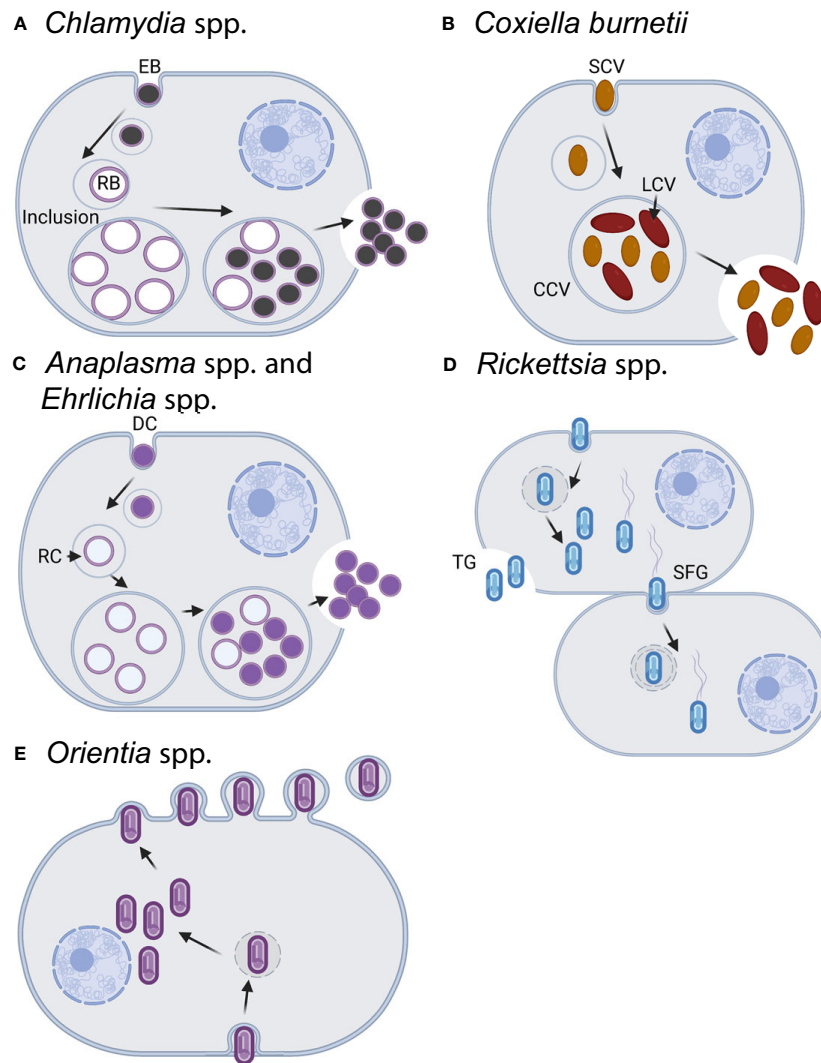 A Chlamydia spp.
EB
RB
Inclusion
B Coxiella burnetii
SCV
LCV
CCV
C Anaplasma spp. and
Ehrlichia spp.
DC
RC
D Rickettsia spp.
TG
SFG
E Orientia spp.